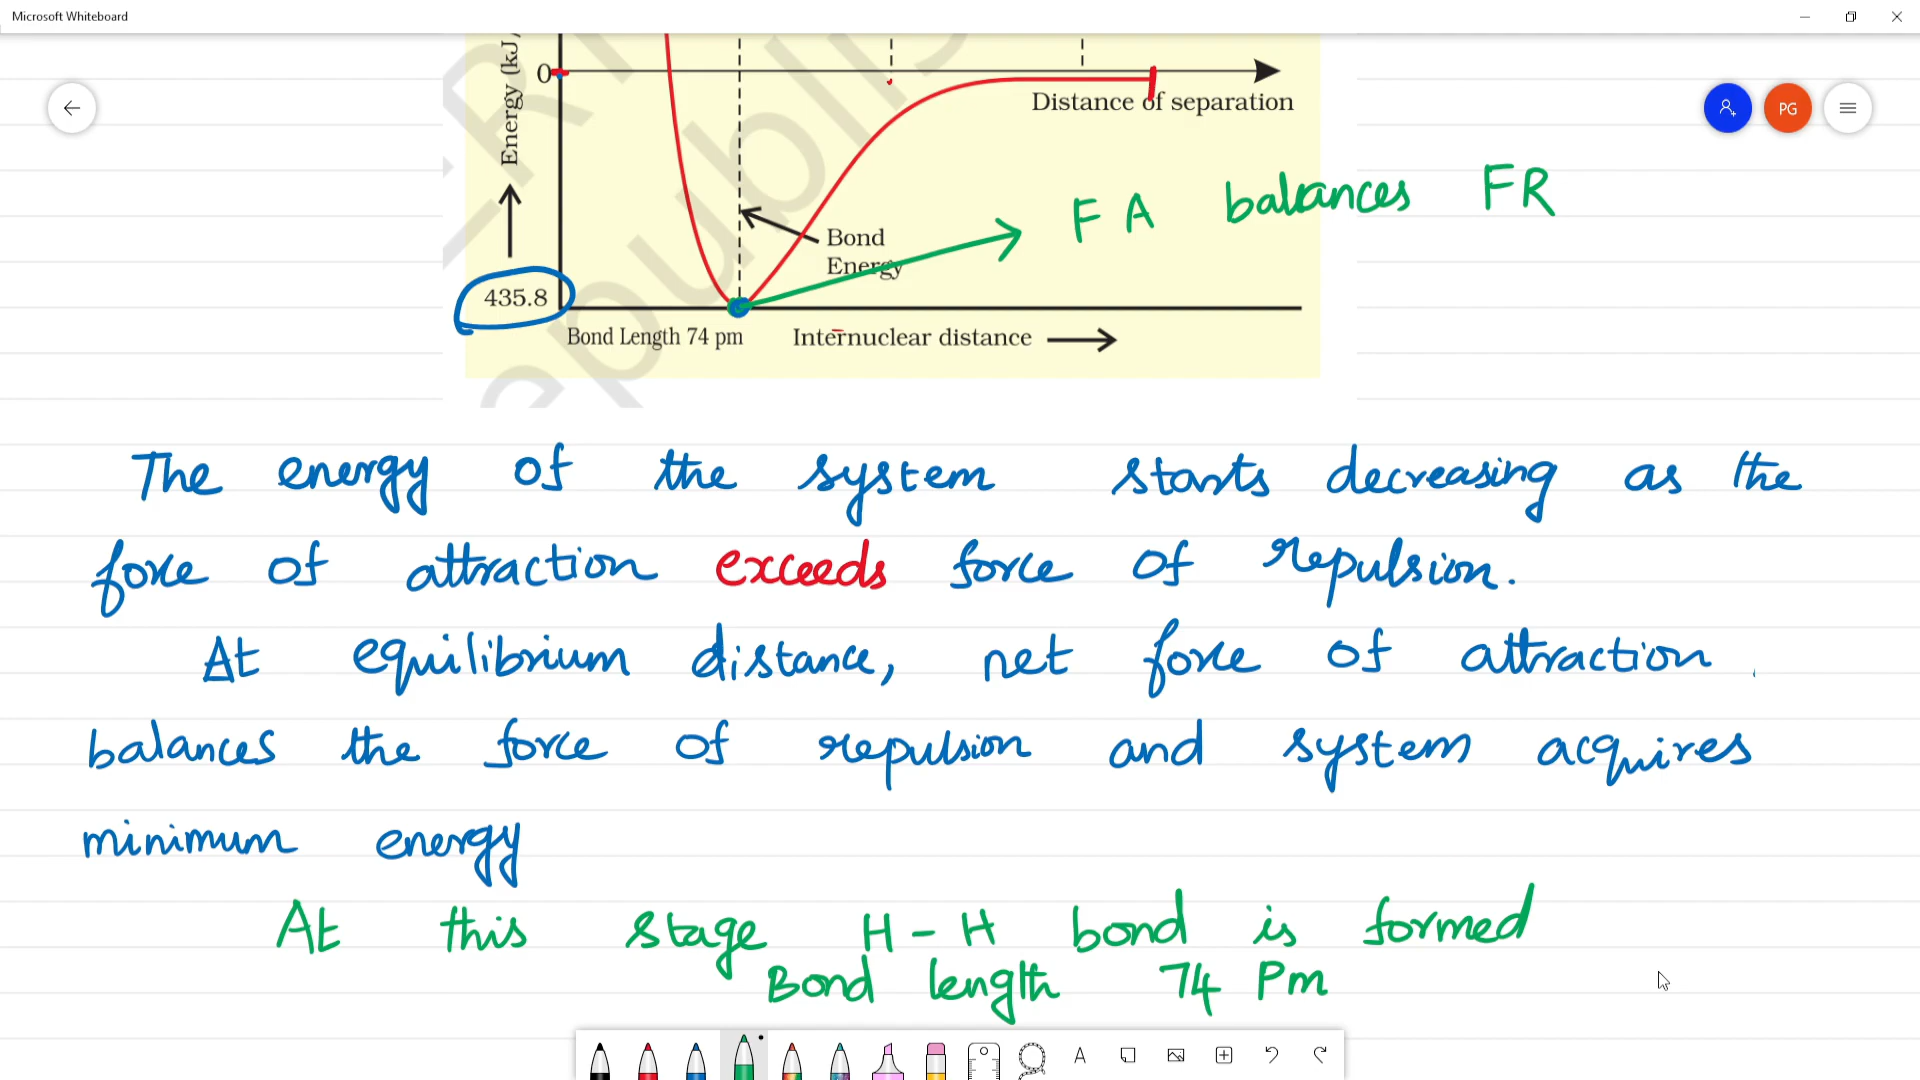 Microsoft Whiteboard
Energy (kJ/
0
Distance of separation
PG
F A balances FR
Bond
Energy
435.8
Bond Length 74 pm Internuclear distance
The energy of the system starts decreasing as the
force of attraction exceeds force of repulsion.
At equilibrium distance, net force of attraction
balances the force of repulsion and system acquires
minimum energy
At this stage H-H bond is formed
Bond length 74 Pm